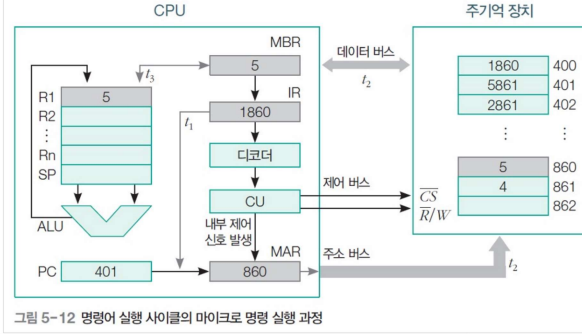 CPU
주기억 장치
MBR
데이터 버스
5
t₂
1860 400
5861 401
2861 402
⋮ ⋮
5 860
4 861
862
t₃
IR
1860
R1 5
R2
⋮
Rn
SP
t₁
디코더
CU
제어 버스
C̅S̅
R̅/W
ALU
내부 제어
신호 발생
MAR
주소 버스
PC 401
860
t₂
그림 5-12 명령어 실행 사이클의 마이크로 명령 실행 과정